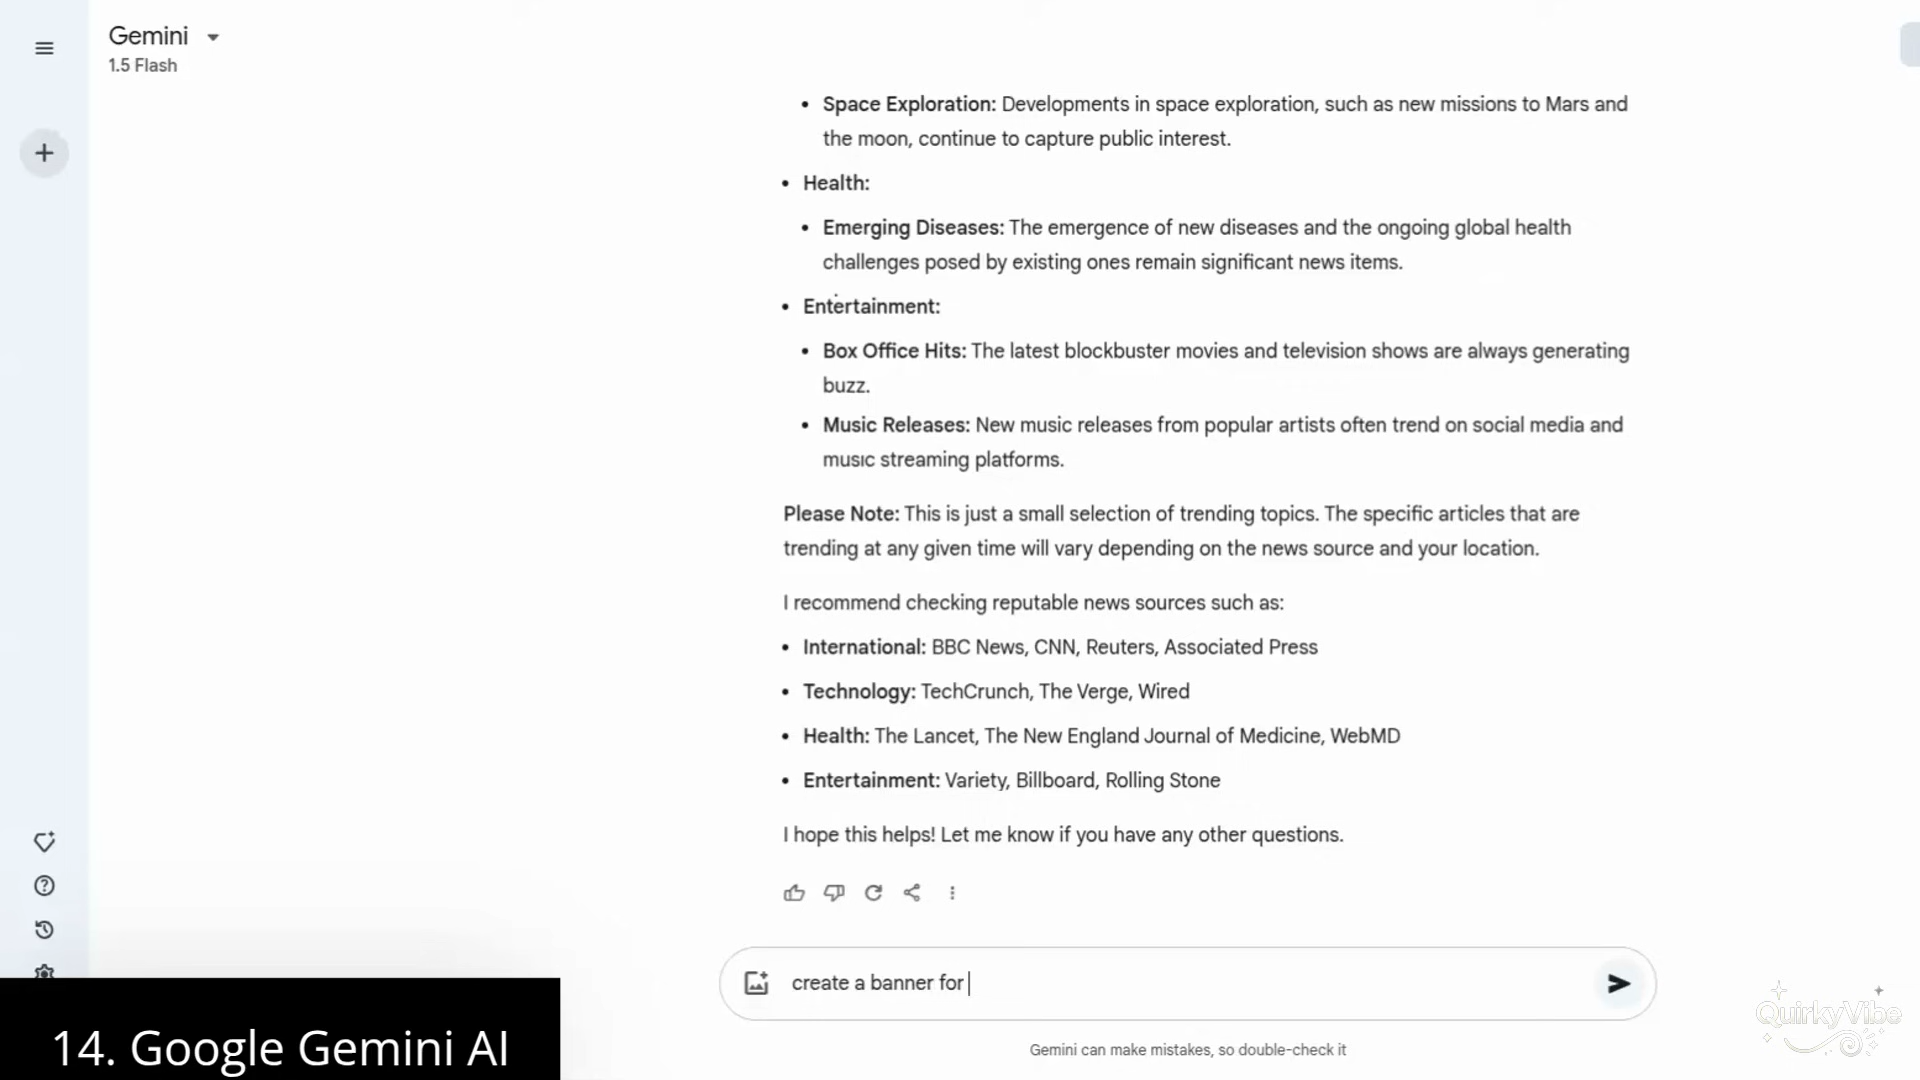 Gemini
1.5 Flash
• Space Exploration: Developments in space exploration, such as new missions to Mars and
the moon, continue to capture public interest.
• Health:
• Emerging Diseases: The emergence of new diseases and the ongoing global health
challenges posed by existing ones remain significant news items.
• Entertainment:
• Box Office Hits: The latest blockbuster movies and television shows are always generating
buzz.
• Music Releases: New music releases from popular artists often trend on social media and
music streaming platforms.
Please Note: This is just a small selection of trending topics. The specific articles that are
trending at any given time will vary depending on the news source and your location.
I recommend checking reputable news sources such as:
• International: BBC News, CNN, Reuters, Associated Press
• Technology: TechCrunch, The Verge, Wired
• Health: The Lancet, The New England Journal of Medicine, WebMD
• Entertainment: Variety, Billboard, Rolling Stone
I hope this helps! Let me know if you have any other questions.
create a banner for
Gemini can make mistakes, so double-check it
14. Google Gemini AI
QuirkyVibe